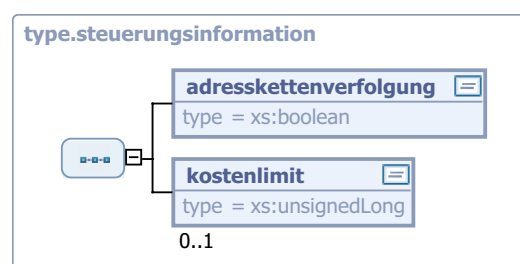 type.steuerungsinformation
adresskettenverfolgung
type = xs:boolean
kostenlimit
type = xs:unsignedLong
0..1